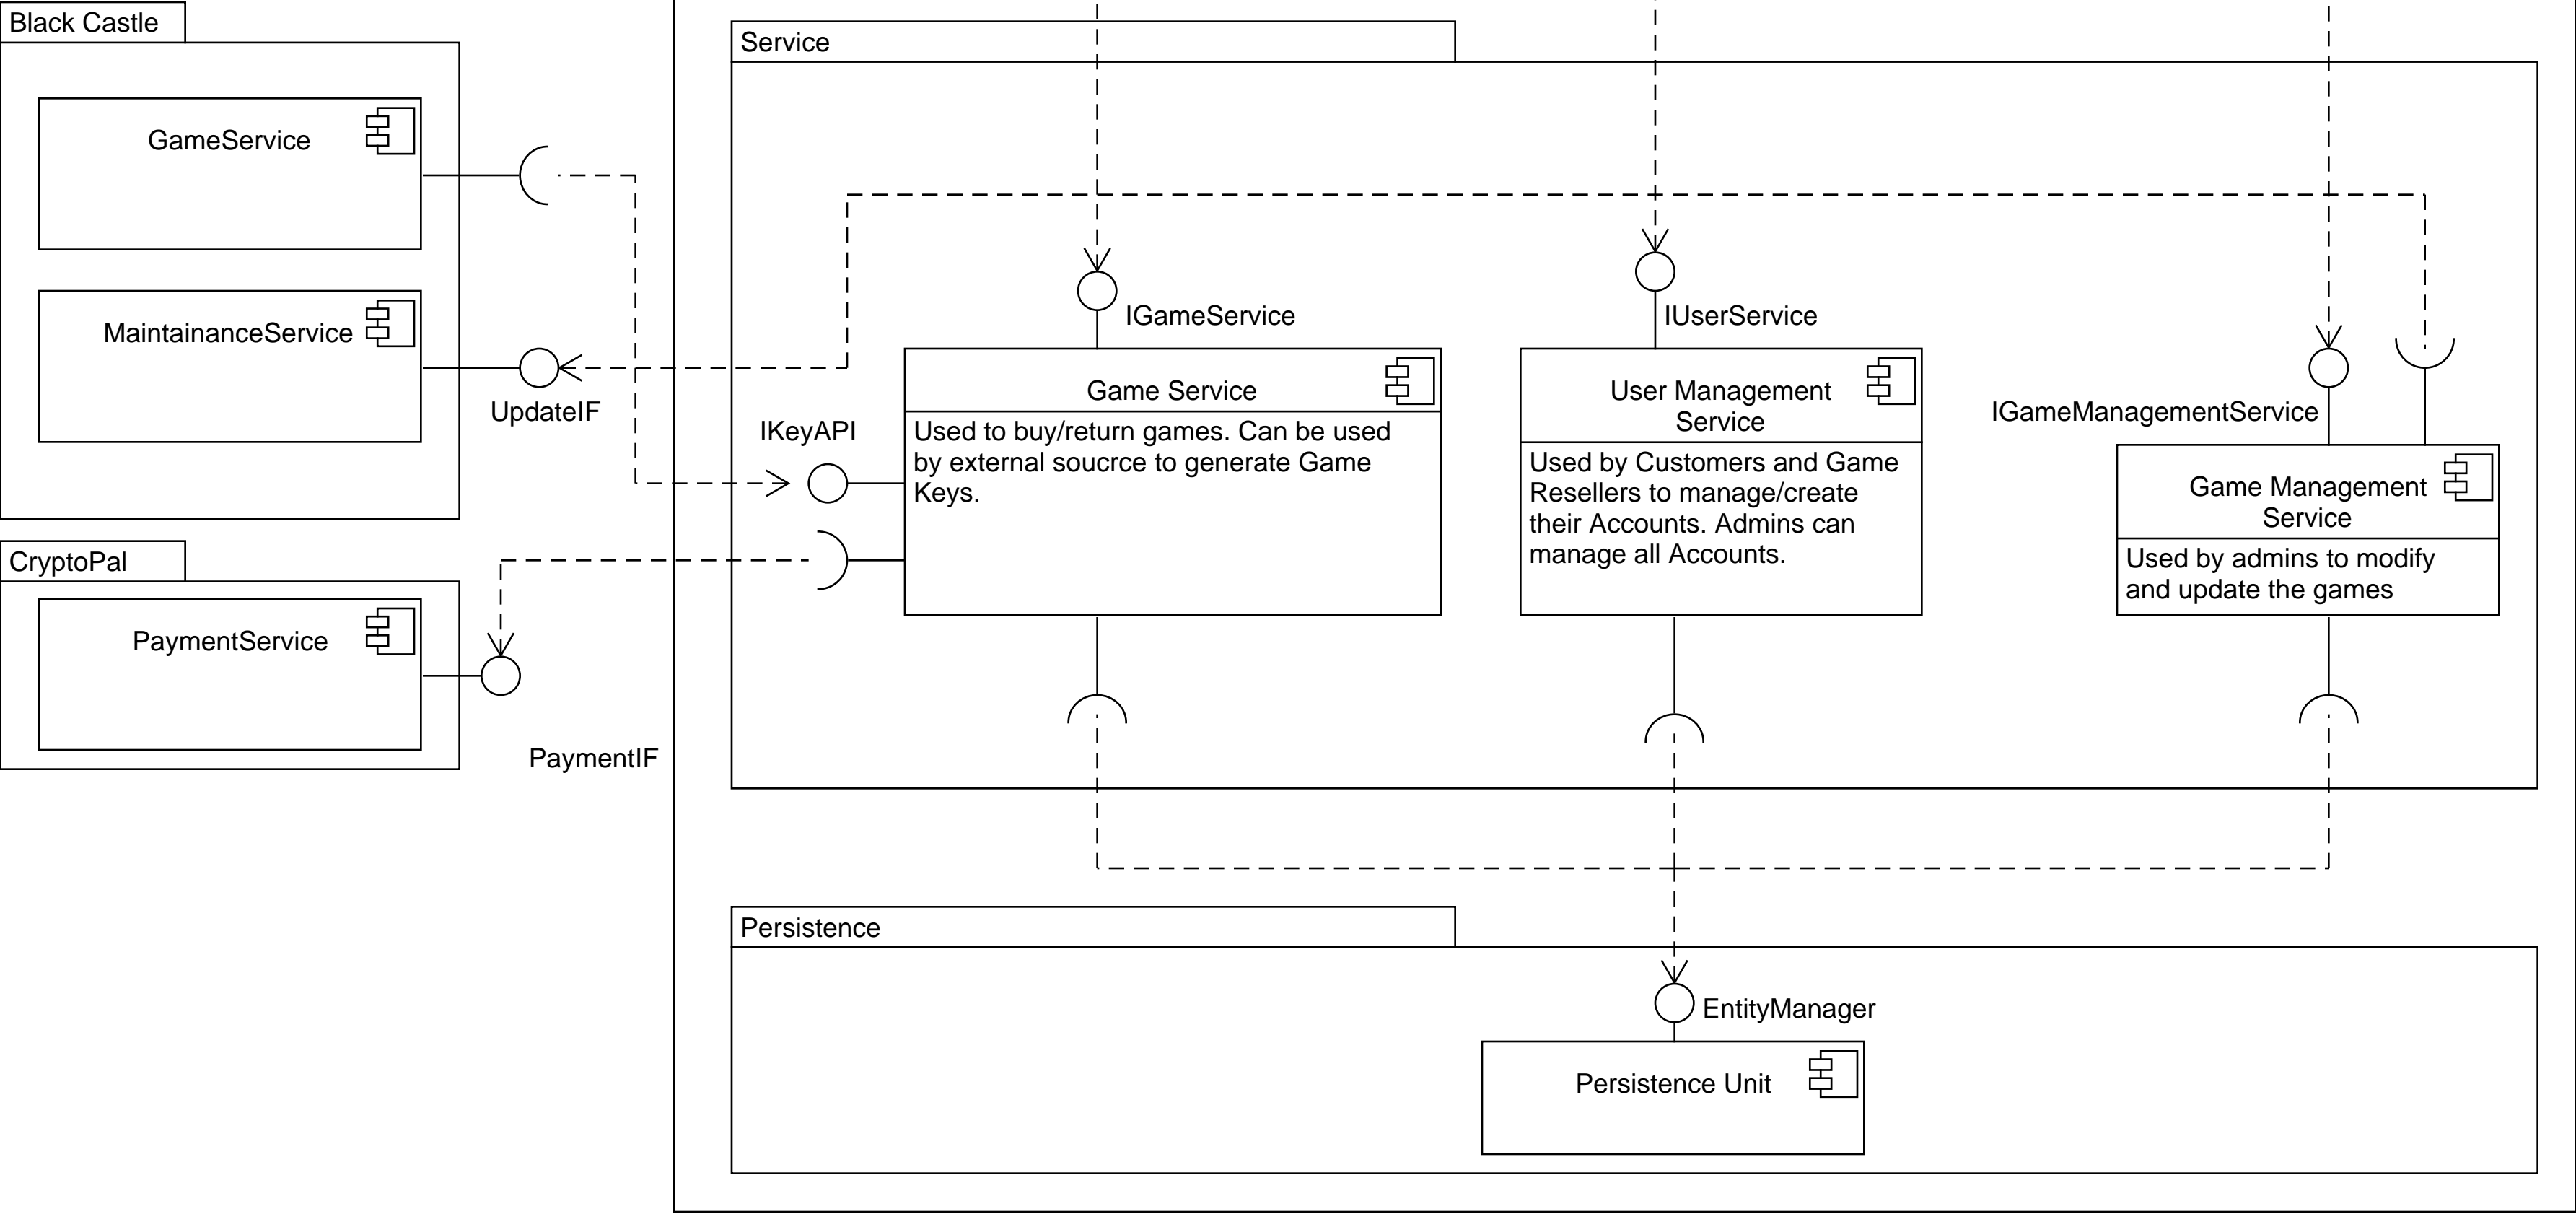 Black Castle
GameService
MaintainanceService
UpdateIF
CryptoPal
PaymentService
PaymentIF
Service
IGameService
IUserService
IGameManagementService
IKeyAPI
Game Service
Used to buy/return games. Can be used
by external soucrce to generate Game
Keys.
User Management
Service
Used by Customers and Game
Resellers to manage/create
their Accounts. Admins can
manage all Accounts.
Game Management
Service
Used by admins to modify
and update the games
Persistence
EntityManager
Persistence Unit